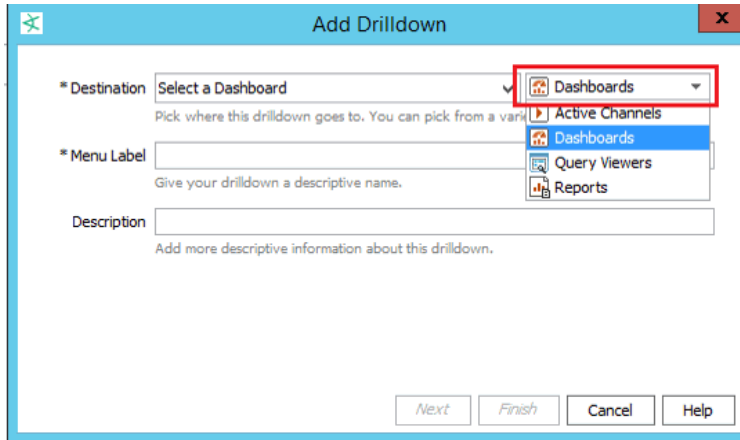 Add Drilldown
x
* Destination Select a Dashboard Dashboards
Pick where this drilldown goes to. You can pick from a
Active Channels
Dashboards
* Menu Label Query Viewers
Give your drilldown a descriptive name. Reports
Description
Add more descriptive information about this drilldown.
Next Finish Cancel Help